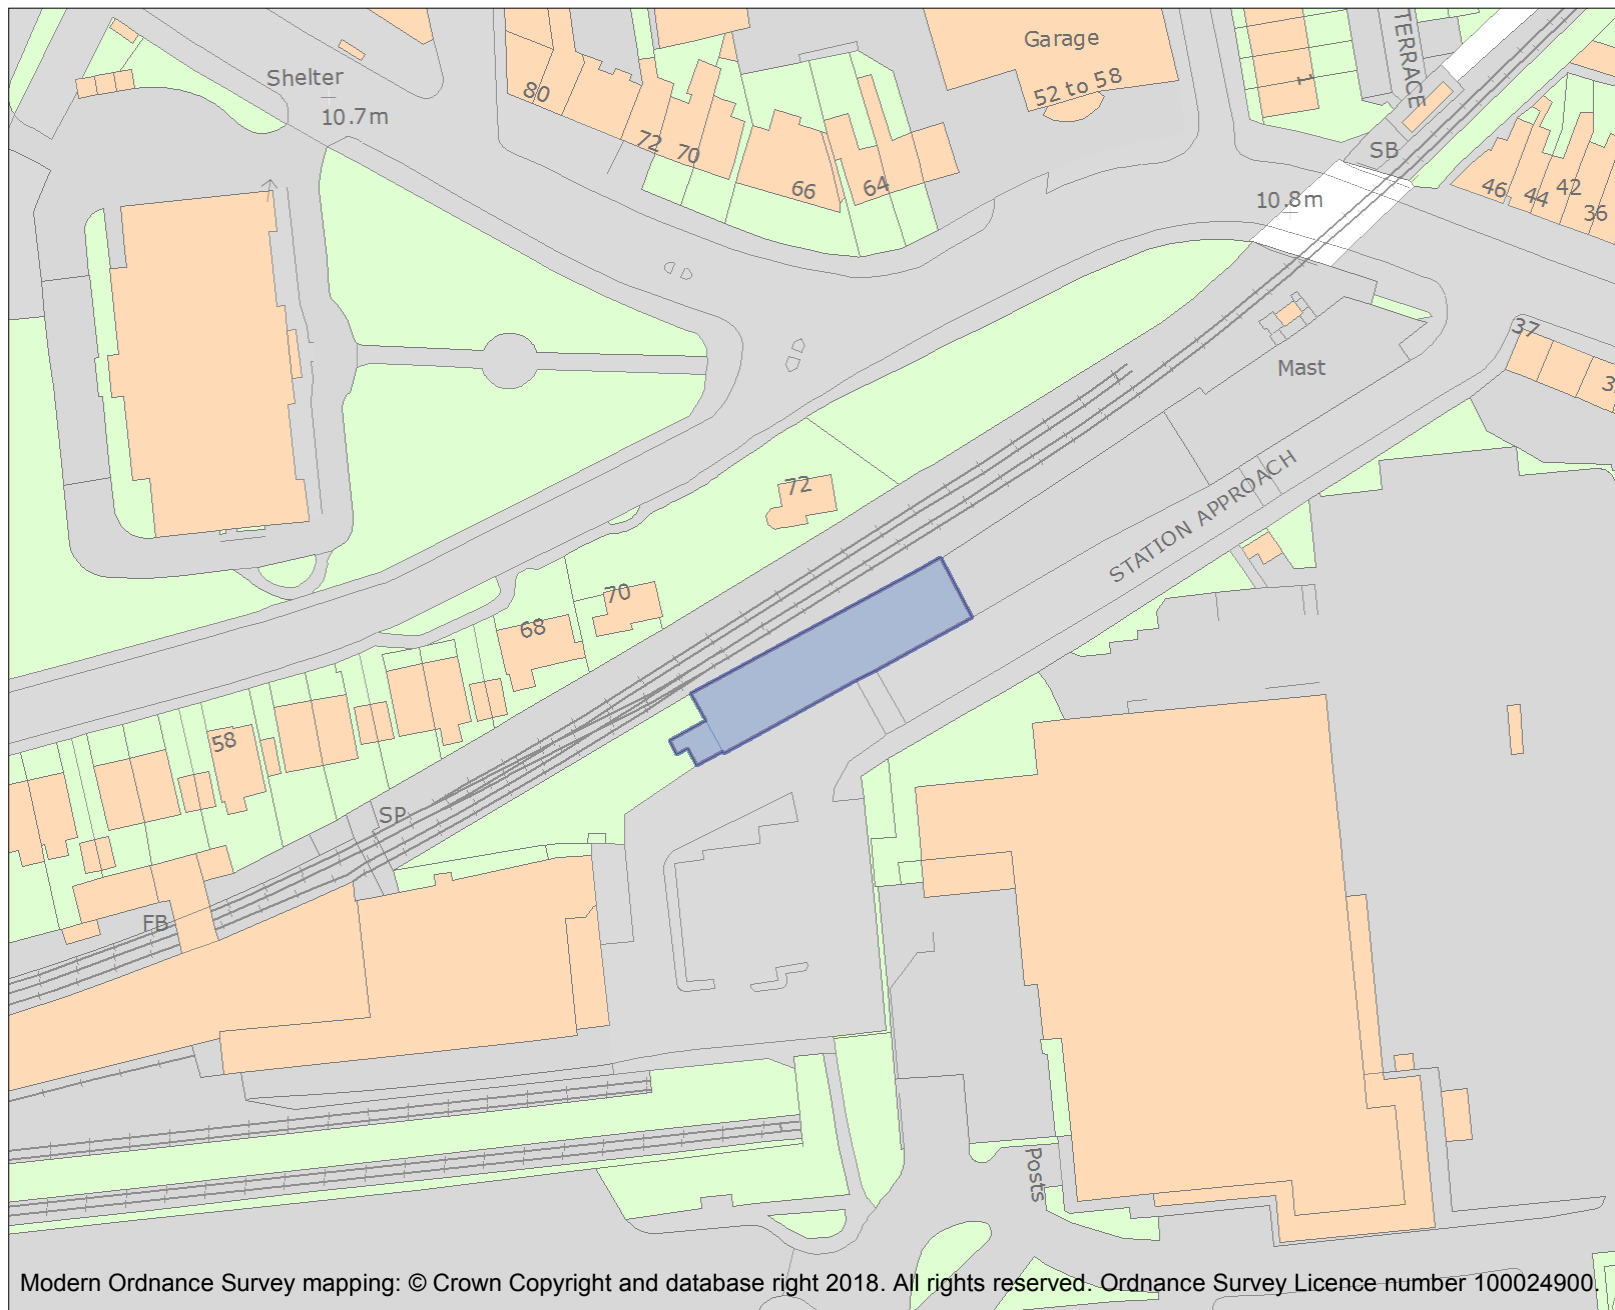 Garage
52 to 58
Shelter
10.7m
80
72
70
66
64
1
TERRACE
SB
10.8m
46
44
42
36
37
Mast
STATION APPROACH
72
70
68
58
SP
FB
Posts
Modern Ordnance Survey mapping: © Crown Copyright and database right 2018. All rights reserved. Ordnance Survey Licence number 100024900.